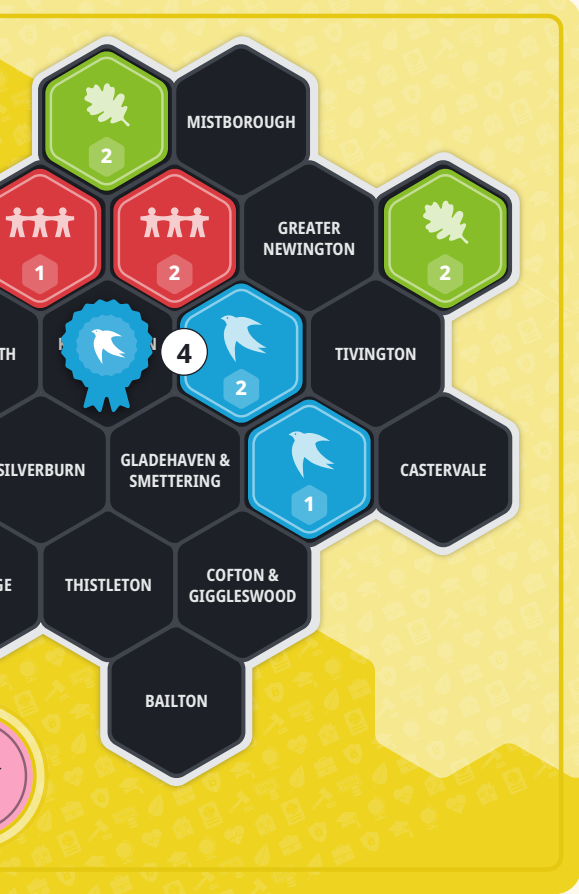 2
MISTBOROUGH
1
2
GREATER
NEWINGTON
2
TH
N
4
2
TIVINGTON
SILVERBURN
GLADEHAVEN &
SMETTERING
1
CASTERVALE
GE
THISTLETON
COFTON &
GIGGLESWOOD
BAILTON